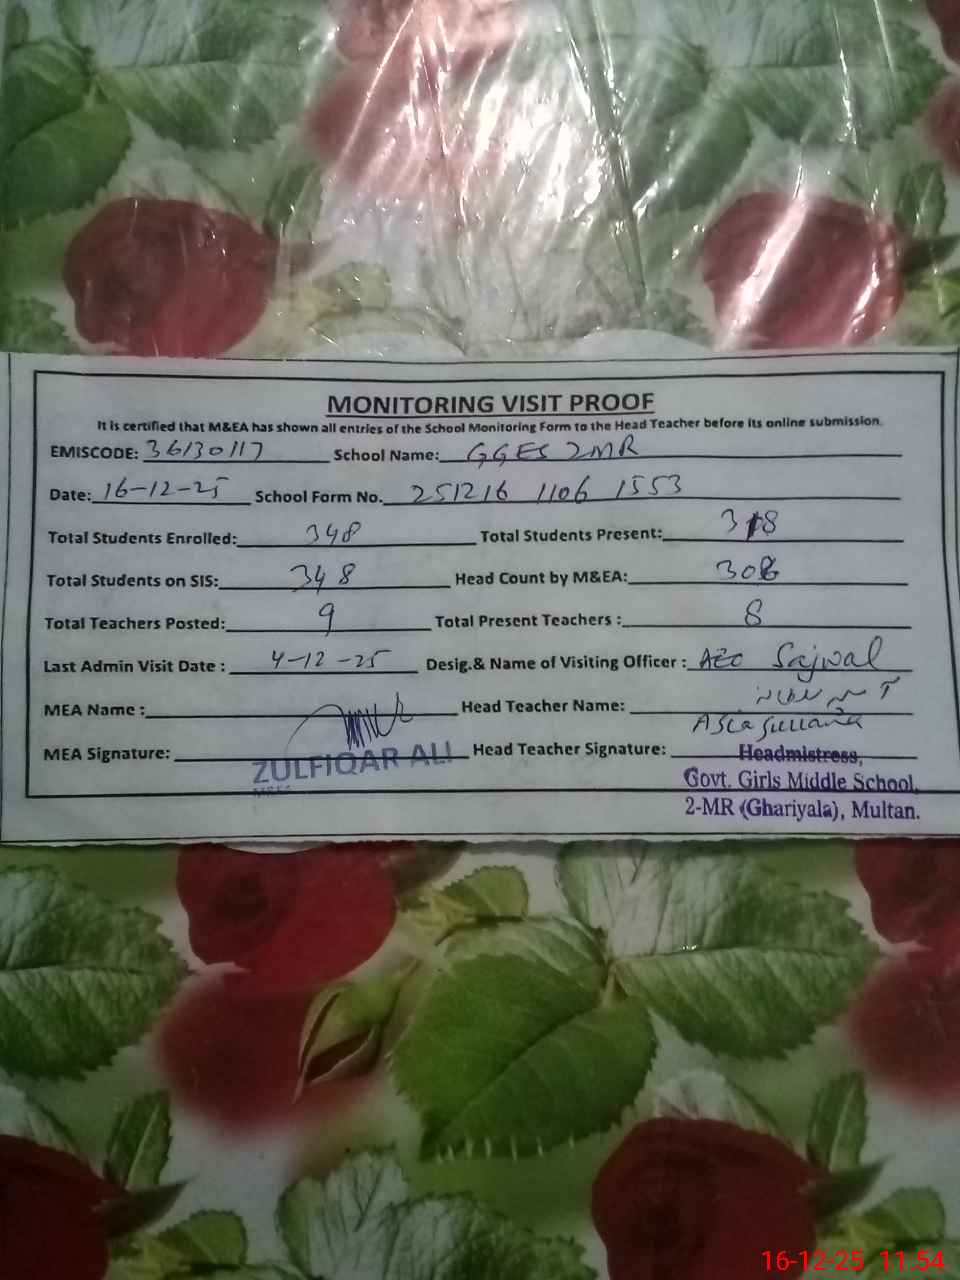 MONITORING VISIT PROOF
It is certified that M&EA has shown all entries of the School Monitoring Form to the Head Teacher before its online submission.
EMISCODE: 36130117 School Name: GGES 2MR
Date: 16-12-25 School Form No. 251216 1106 1553
Total Students Enrolled: 348 Total Students Present: 318
Total Students on SIS: 348 Head Count by M&EA: 306
Total Teachers Posted: 9 Total Present Teachers : 8
Last Admin Visit Date : 4-12-25 Desig.& Name of Visiting Officer : AEO Sajwal
MEA Name : Head Teacher Name:
Asia Sultana
MEA Signature: ZULFIQAR ALI Head Teacher Signature: Headmistress,
Govt. Girls Middle School,
2-MR (Ghariyala), Multan.
16-12-25 11:54